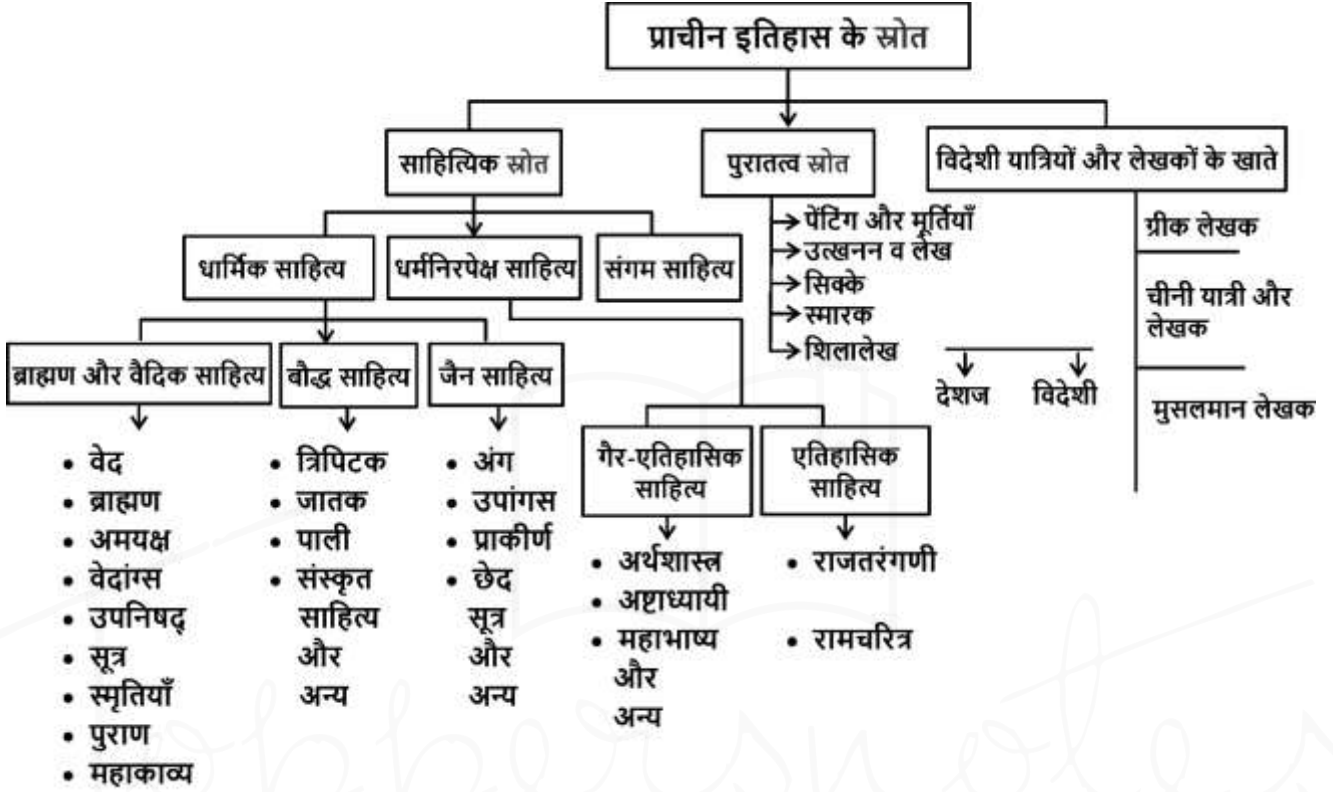 प्राचीन इतिहास के स्रोत
साहित्यिक स्रोत
पुरातत्व स्रोत
विदेशी यात्रियों और लेखकों के खाते
धार्मिक साहित्य
धर्मनिरपेक्ष साहित्य
संगम साहित्य
पेंटिग और मूर्तियाँ
उत्खनन व लेख
सिक्के
स्मारक
शिलालेख
देशज
विदेशी
ग्रीक लेखक
चीनी यात्री और
लेखक
मुसलमान लेखक
ब्राह्मण और वैदिक साहित्य
बौद्ध साहित्य
जैन साहित्य
• वेद
• ब्राह्मण
• अमयक्ष
• वेदांग्स
• उपनिषद्
• सूत्र
• स्मृतियाँ
• पुराण
• महाकाव्य
• त्रिपिटक
• जातक
• पाली
• संस्कृत
साहित्य
और
अन्य
• अंग
• उपांगस
• प्राकीर्ण
• छेद
सूत्र
और
अन्य
गैर-एतिहासिक
साहित्य
एतिहासिक
साहित्य
• अर्थशास्त्र
• अष्टाध्यायी
• महाभाष्य
और
अन्य
• राजतरंगणी
• रामचरित्र
toppersnotes